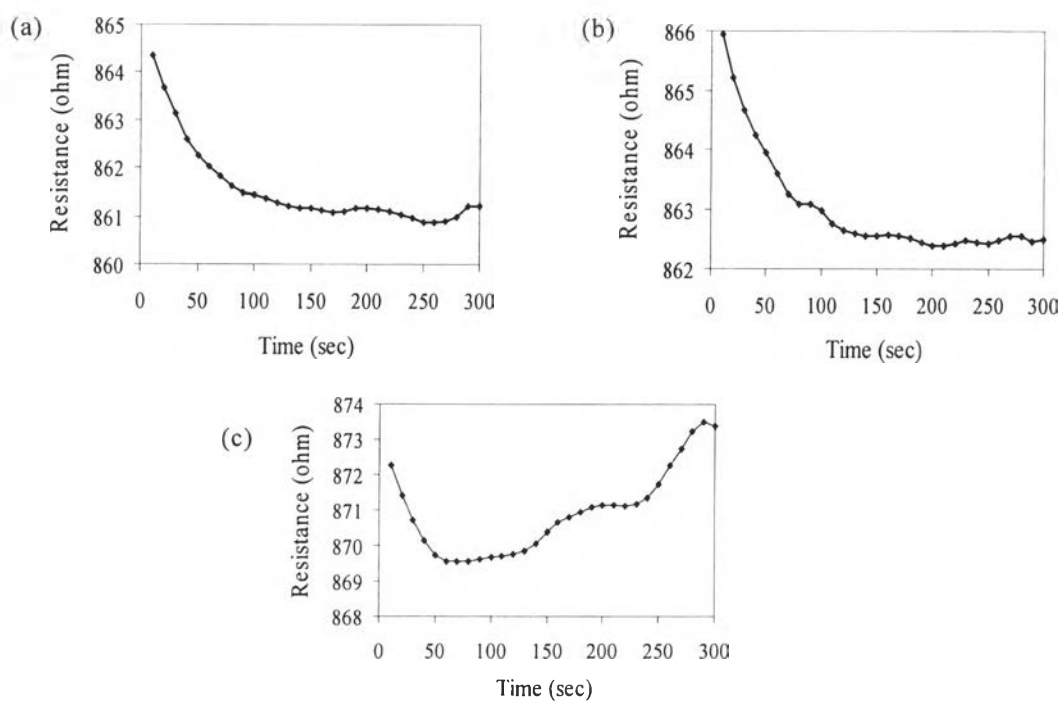 (a)
Resistance (ohm)
865
864
863
862
861
860
0 50 100 150 200 250 300
Time (sec)
(b)
Resistance (ohm)
866
865
864
863
862
0 50 100 150 200 250 300
Time (sec)
(c)
Resistance (ohm)
874
873
872
871
870
869
868
0 50 100 150 200 250 300
Time (sec)